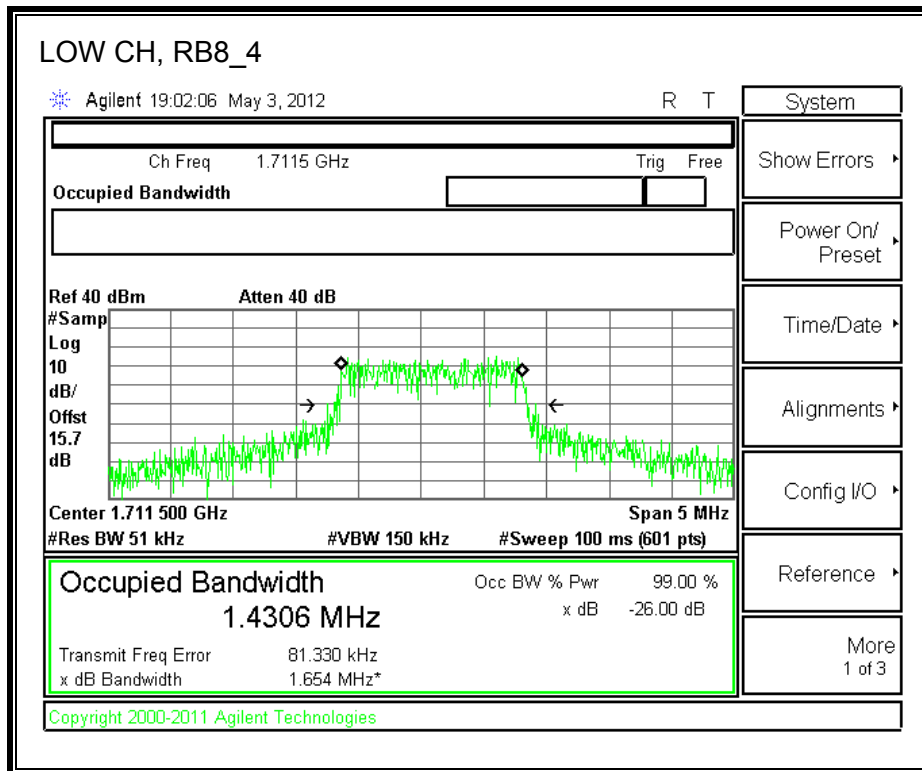 LOW CH, RB8_4
Agilent 19:02:06 May 3, 2012 R T
Ch Freq 1.7115 GHz Trig Free
Occupied Bandwidth
Ref 40 dBm Atten 40 dB
#Samp
Log
10
dB/
Offst
15.7
dB
Center 1.711 500 GHz Span 5 MHz
#Res BW 51 kHz #VBW 150 kHz #Sweep 100 ms (601 pts)
Occupied Bandwidth Occ BW % Pwr 99.00 %
1.4306 MHz x dB -26.00 dB
Transmit Freq Error 81.330 kHz
x dB Bandwidth 1.654 MHz*
Copyright 2000-2011 Agilent Technologies
System
Show Errors
Power On/
Preset
Time/Date
Alignments
Config I/O
Reference
More
1 of 3